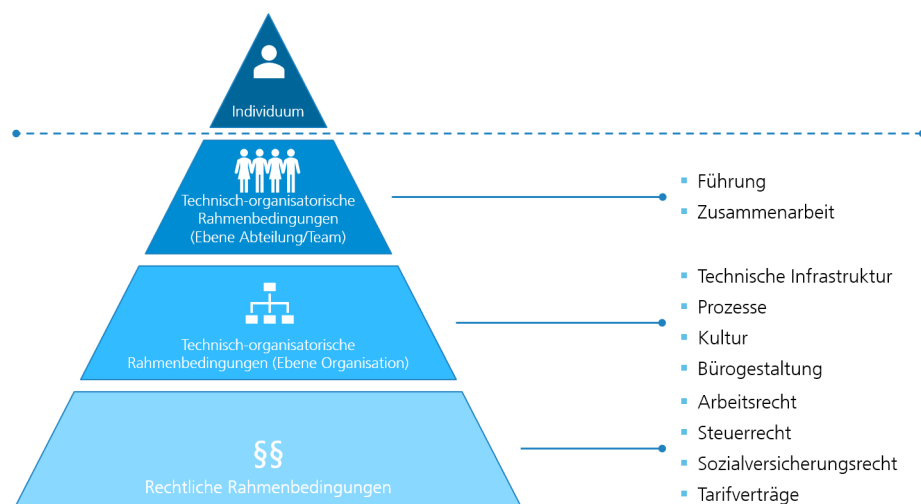 Individuum
Technisch-organisatorische
Rahmenbedingungen
(Ebene Abteilung/Team)
Führung
Zusammenarbeit
Technisch-organisatorische
Rahmenbedingungen (Ebene Organisation)
Technische Infrastruktur
Prozesse
Kultur
Bürogestaltung
§§
Rechtliche Rahmenbedingungen
Arbeitsrecht
Steuerrecht
Sozialversicherungsrecht
Tarifverträge